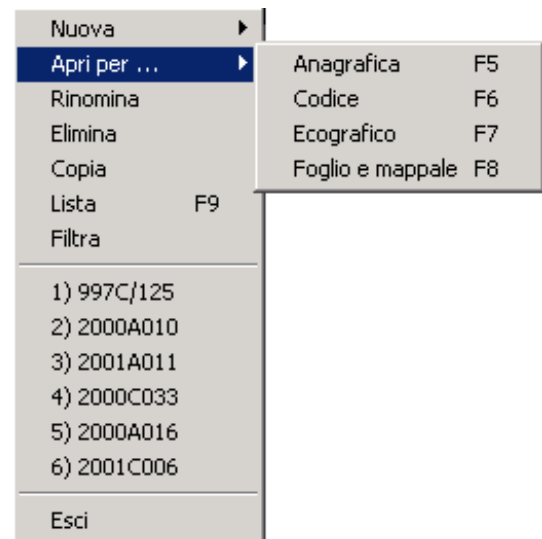 Nuova
Apri per ...
Rinomina
Elimina
Copia
Lista F9
Filtra
1) 997C/125
2) 2000A010
3) 2001A011
4) 2000C033
5) 2000A016
6) 2001C006
Esci
Anagrafica F5
Codice F6
Ecografico F7
Foglio e mappale F8